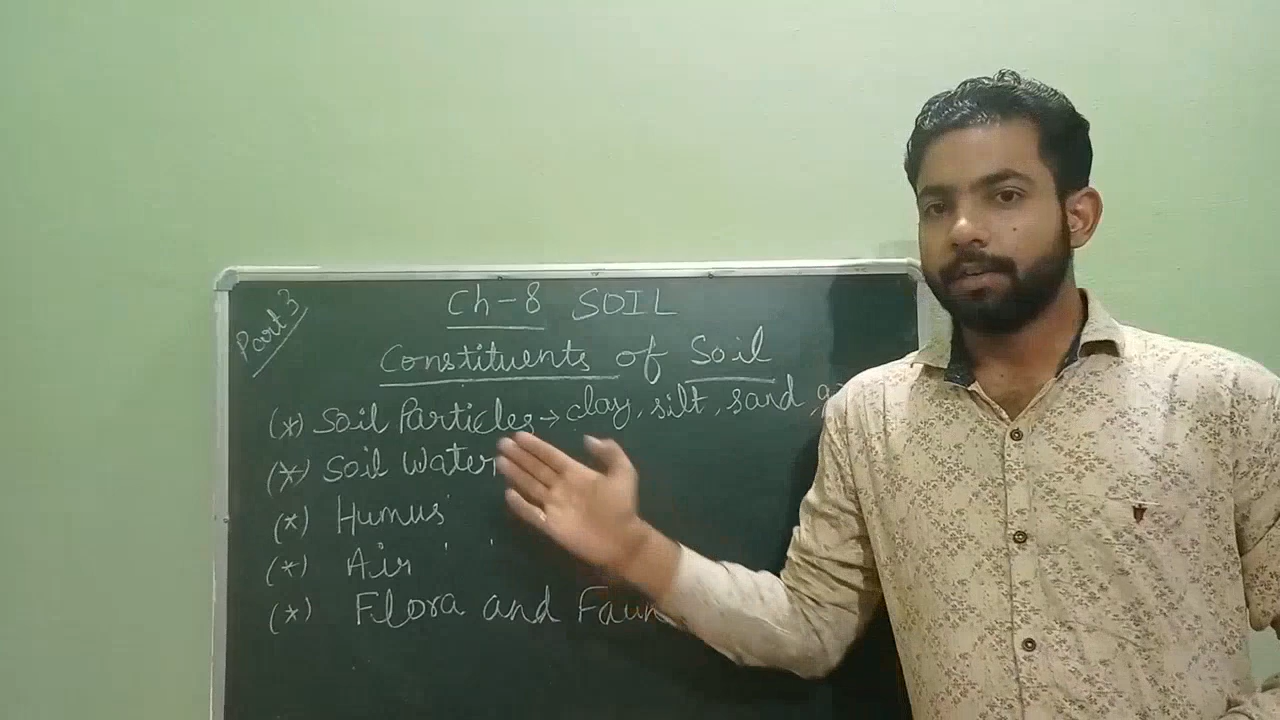 Part 3
Ch-8 SOIL
Constituents of Soil
(*) Soil Particles → clay, silt, sand,
(*) Soil Water
(*) Humus
(*) Air
(*) Flora and